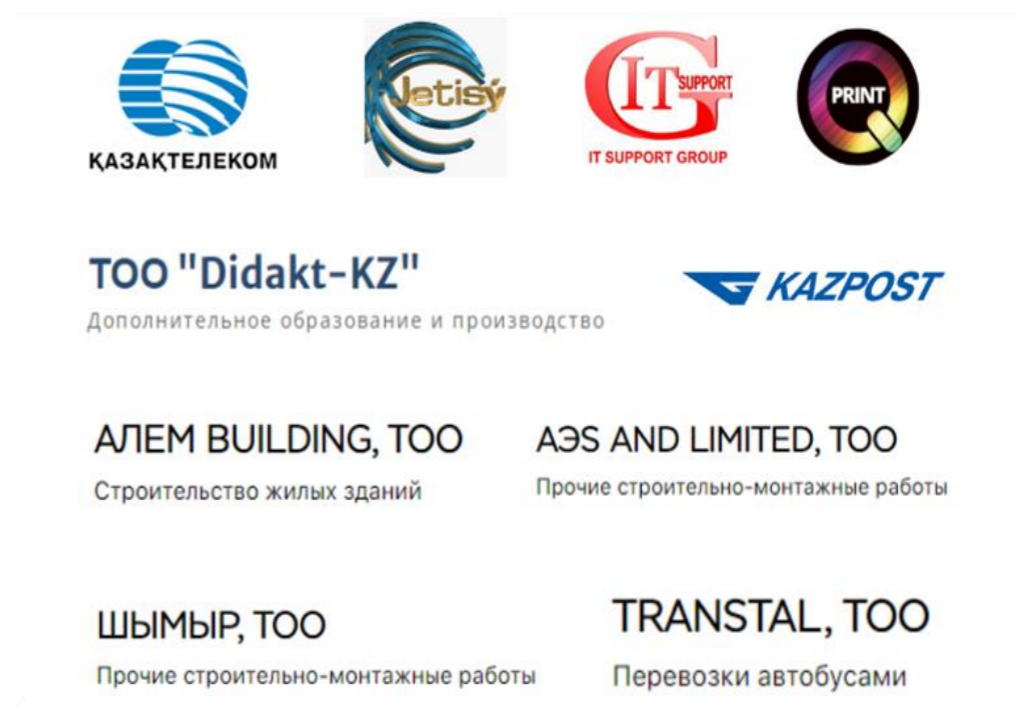 ҚАЗАҚТЕЛЕКОМ
Jetisý
IT SUPPORT
IT SUPPORT GROUP
PRINT
ТОО "Didakt-KZ"
Дополнительное образование и производство
KAZPOST
АЛЕМ BUILDING, ТОО
Строительство жилых зданий
АЭS AND LIMITED, ТОО
Прочие строительно-монтажные работы
ШЫМЫР, ТОО
Прочие строительно-монтажные работы
TRANSTAL, ТОО
Перевозки автобусами